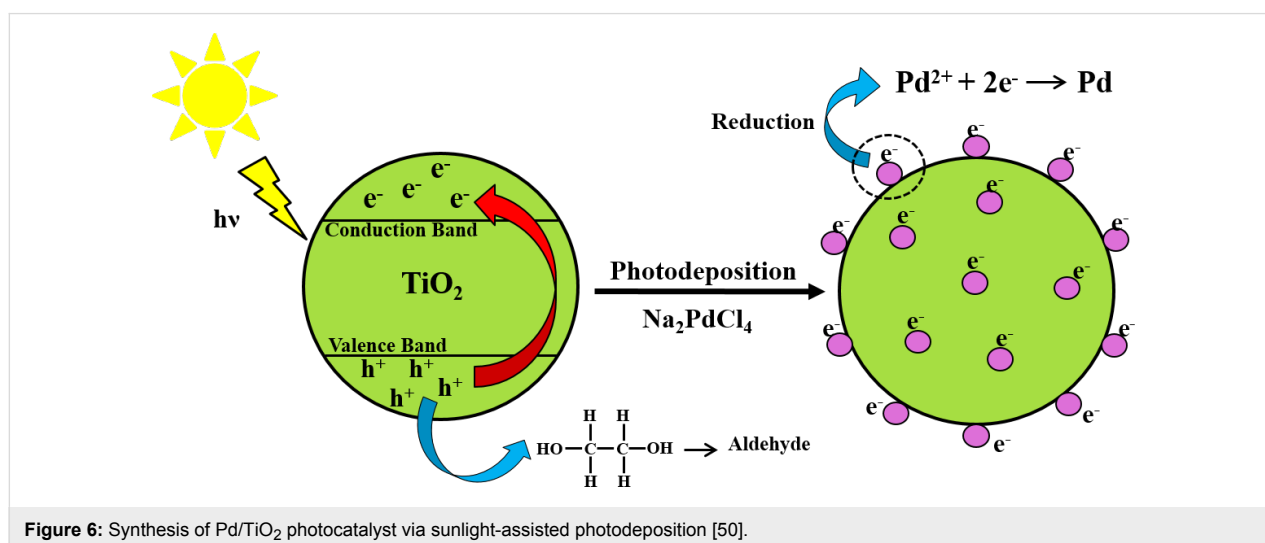 Pd²⁺ + 2e⁻ → Pd
Reduction
hν
e⁻ e⁻ e⁻ e⁻
Conduction Band
TiO₂
Valence Band
h⁺ h⁺
h⁺ h⁺
Photodeposition
Na₂PdCl₄
e⁻ e⁻ e⁻
e⁻
e⁻ e⁻ e⁻
e⁻ e⁻
e⁻ e⁻ e⁻ e⁻
e⁻ e⁻
e⁻
H H
HO—C—C—OH → Aldehyde
H H
Figure 6: Synthesis of Pd/TiO₂ photocatalyst via sunlight-assisted photodeposition [50].